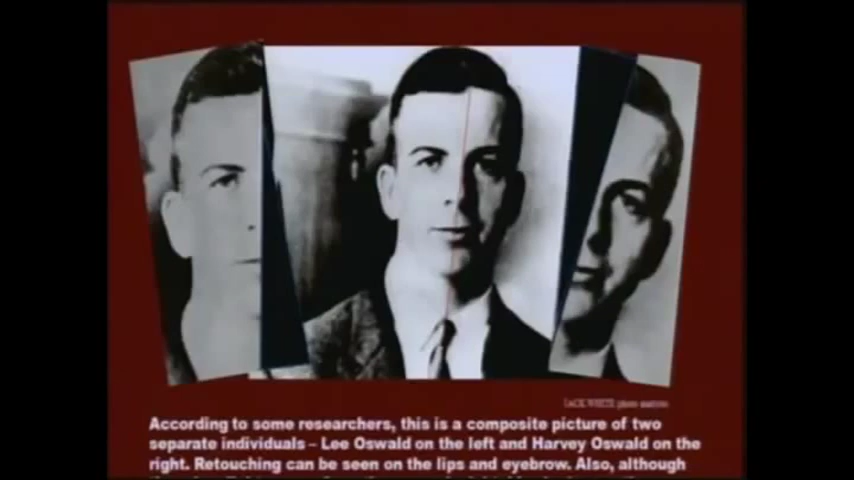 JACK WHITE photo
According to some researchers, this is a composite picture of two
separate individuals – Lee Oswald on the left and Harvey Oswald on the
right. Retouching can be seen on the lips and eyebrow. Also, although